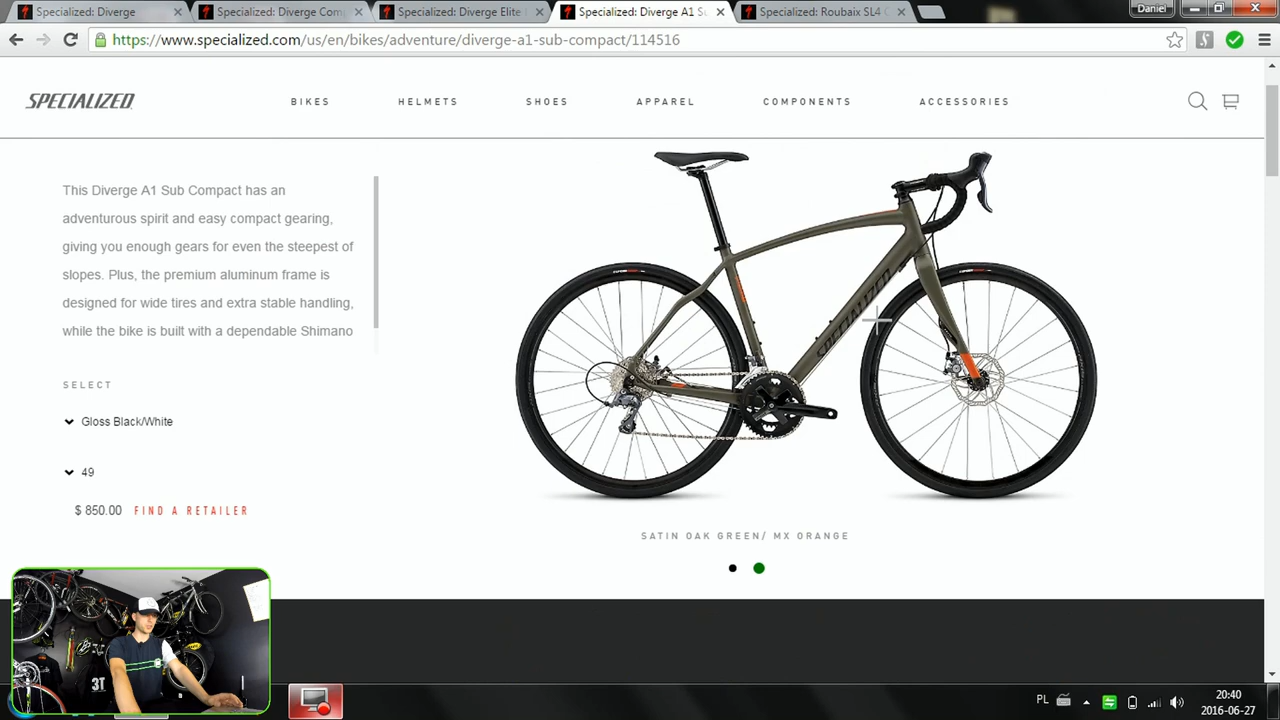 Specialized: Diverge
Specialized: Diverge Com
Specialized: Diverge Elite
Specialized: Diverge A1 Su
Specialized: Roubaix SL4 C
Daniel
https://www.specialized.com/us/en/bikes/adventure/diverge-a1-sub-compact/114516
SPECIALIZED
BIKES
HELMETS
SHOES
APPAREL
COMPONENTS
ACCESSORIES
This Diverge A1 Sub Compact has an
adventurous spirit and easy compact gearing,
giving you enough gears for even the steepest of
slopes. Plus, the premium aluminum frame is
designed for wide tires and extra stable handling,
while the bike is built with a dependable Shimano
SPECIALIZED
SELECT
Gloss Black/White
49
$ 850.00 FIND A RETAILER
SATIN OAK GREEN/ MX ORANGE
3T
PL
20:40
2016-06-27